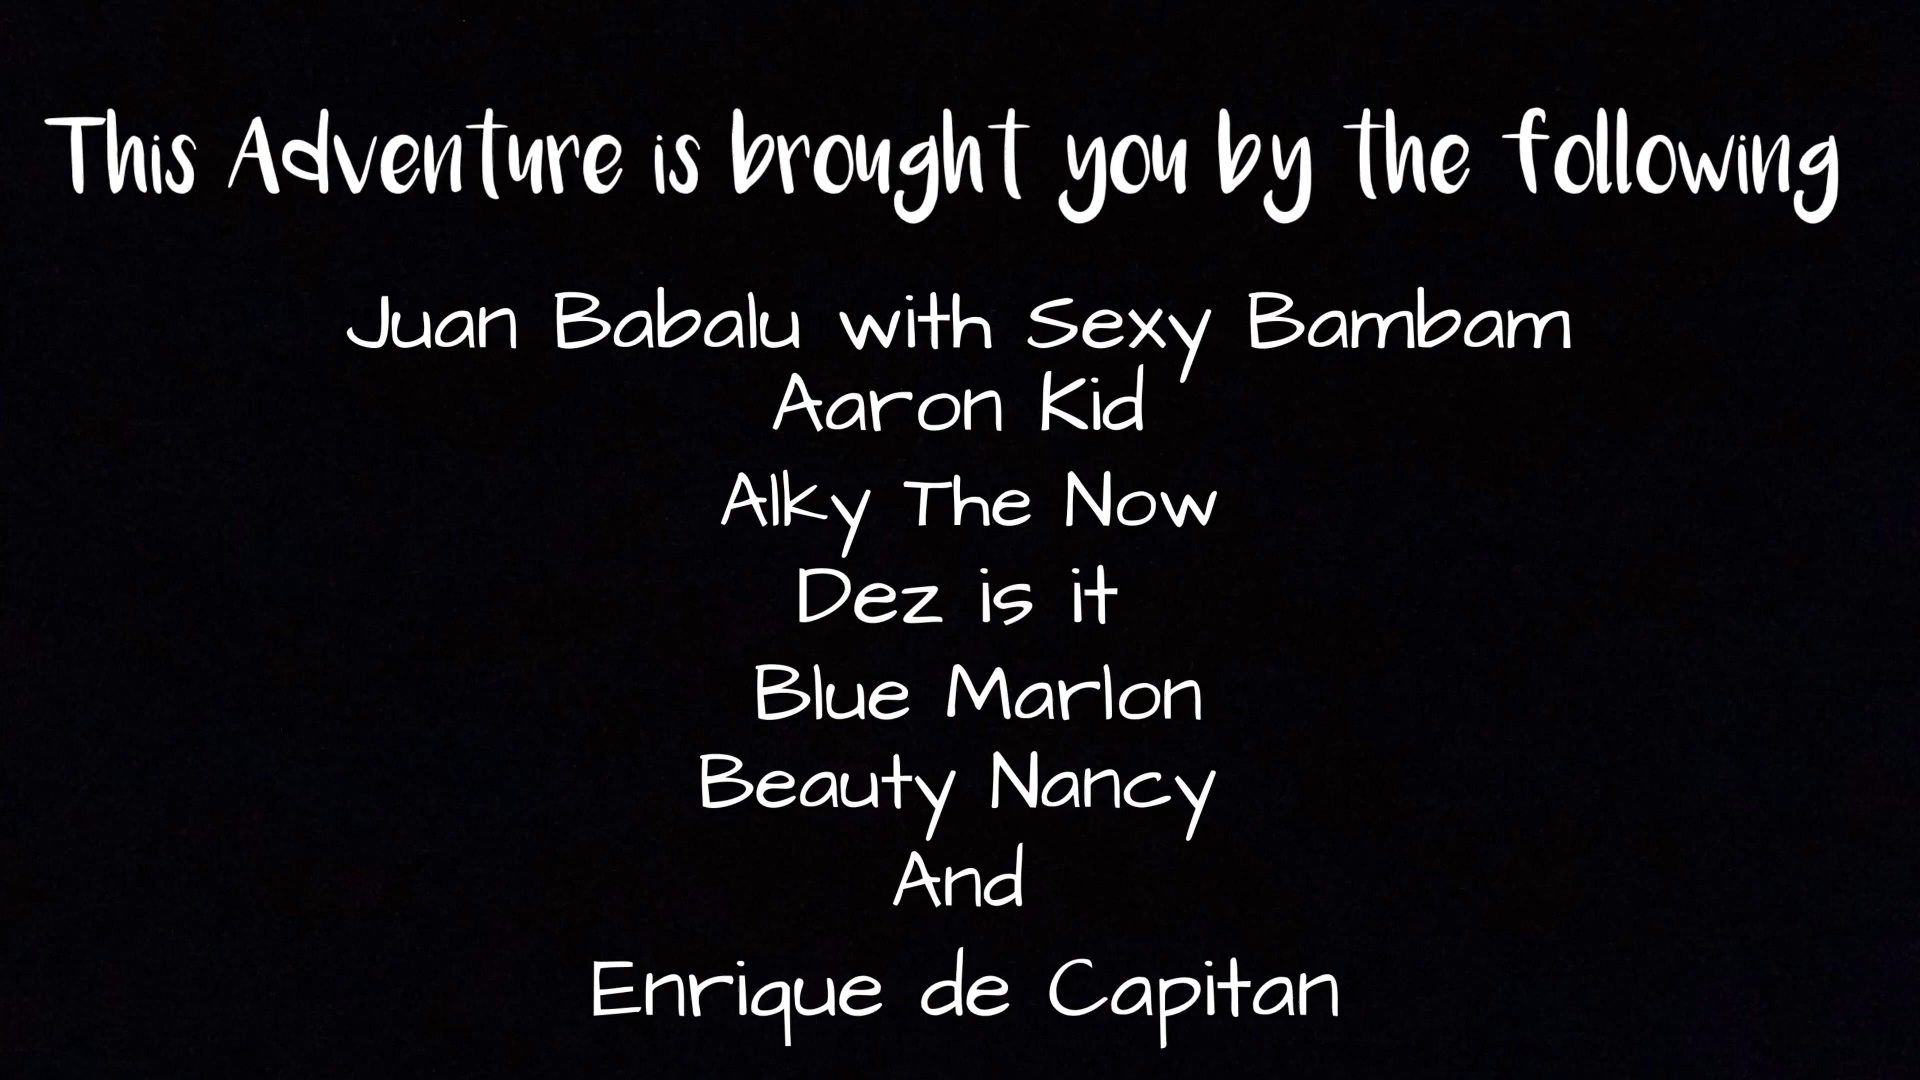 This Adventure is brought you by the following
Juan Babalu with Sexy Bambam
Aaron Kid
Alky The Now
Dez is it
Blue Marlon
Beauty Nancy
And
Enrique de Capitan